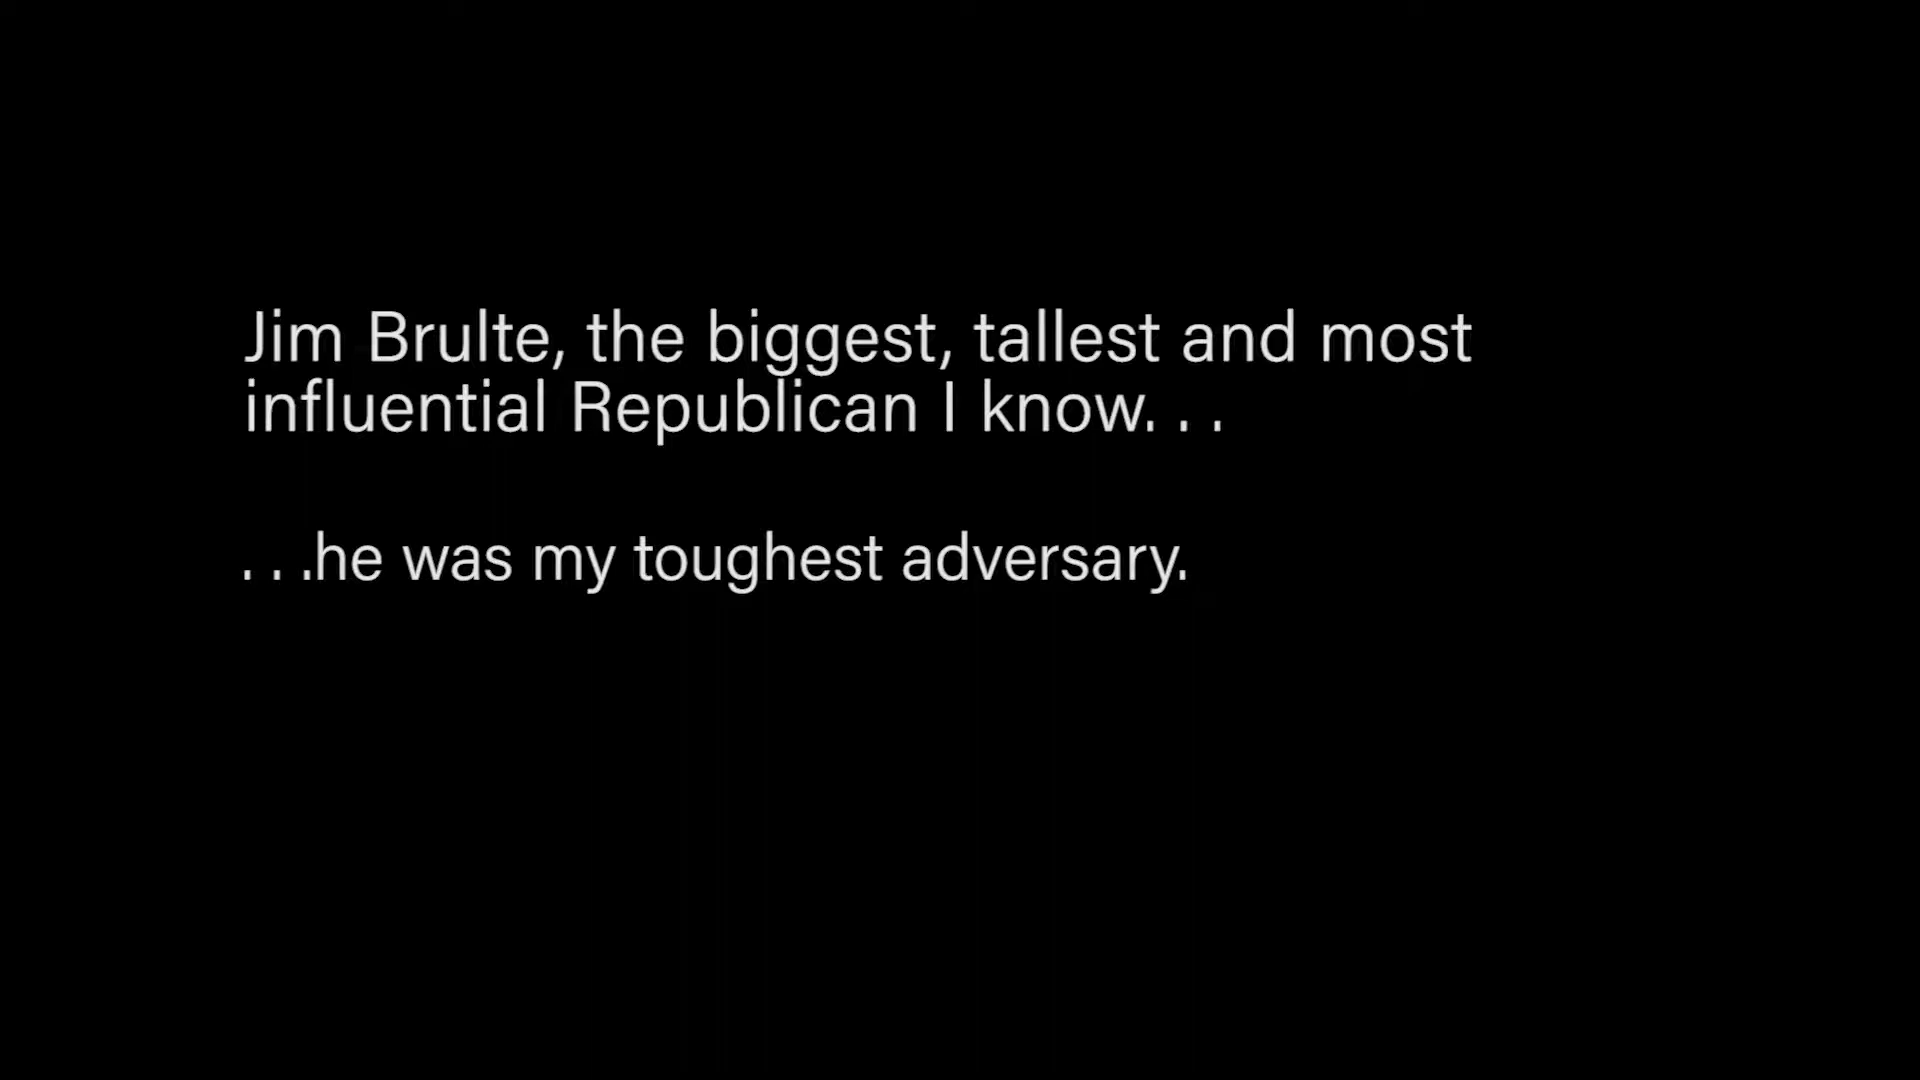 Jim Brulte, the biggest, tallest and most
influential Republican I know. . .
. . .he was my toughest adversary.